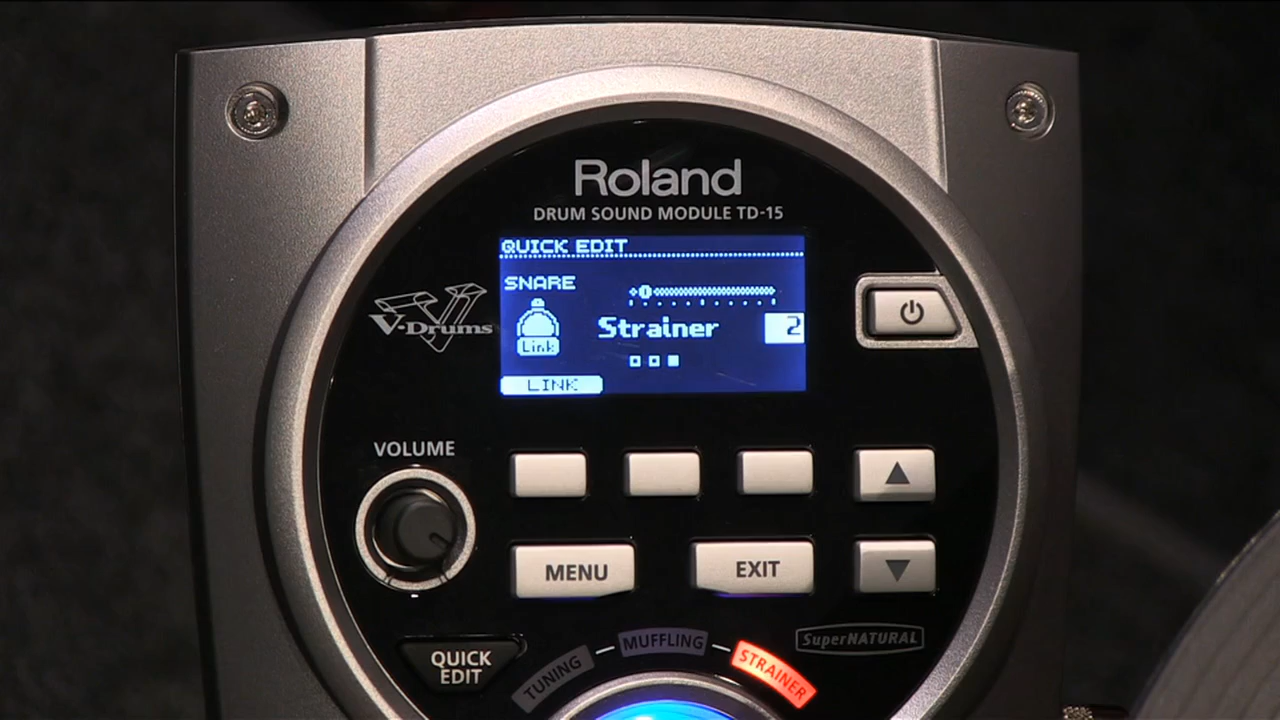 Roland
DRUM SOUND MODULE TD-15
QUICK EDIT
SNARE
V-Drums
Strainer 2
Link
LINK
VOLUME
MENU
EXIT
SuperNATURAL
QUICK
EDIT
TUNING
MUFFLING
STRAINER